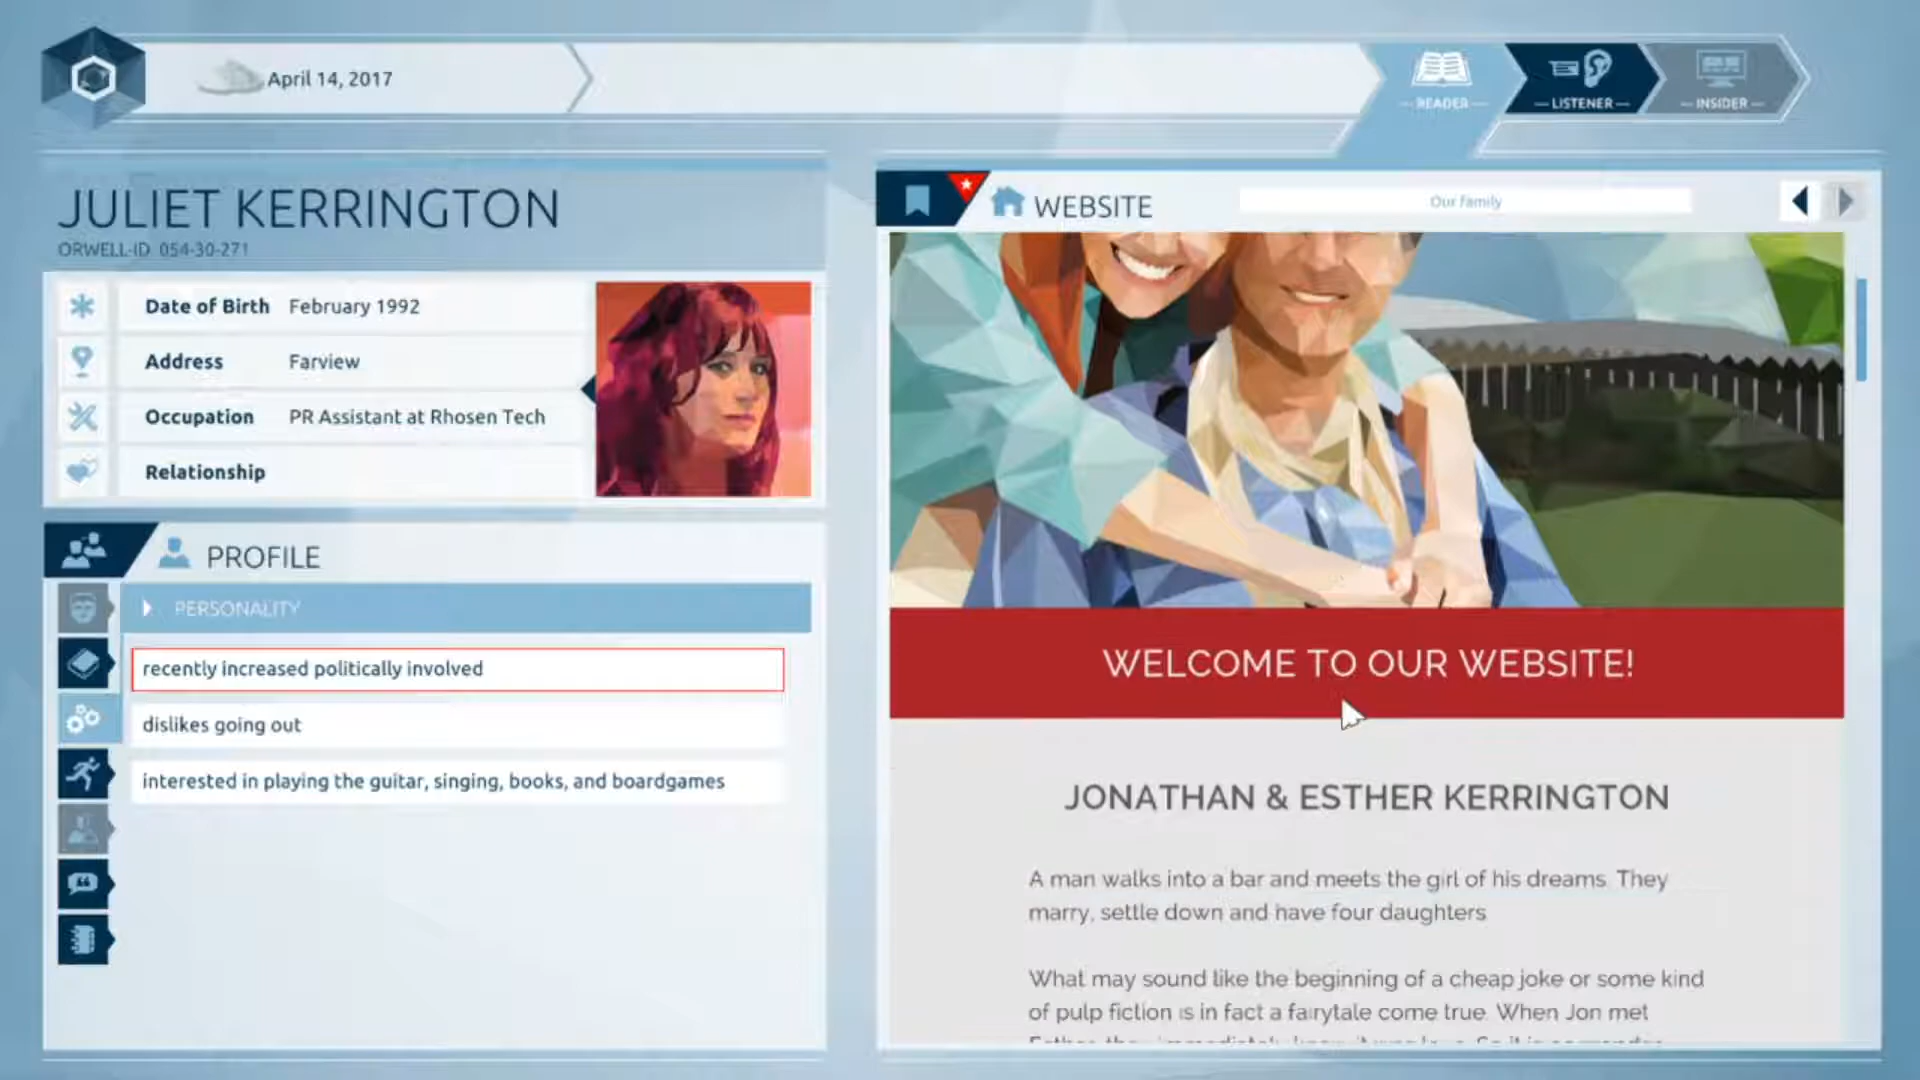 April 14, 2017
— READER —
— LISTENER —
— INSIDER —
JULIET KERRINGTON
ORWELL-ID 054-30-271
Date of Birth February 1992
Address Farview
Occupation PR Assistant at Rhosen Tech
Relationship
PROFILE
PERSONALITY
recently increased politically involved
dislikes going out
interested in playing the guitar, singing, books, and boardgames
WEBSITE
Our family
WELCOME TO OUR WEBSITE!
JONATHAN & ESTHER KERRINGTON
A man walks into a bar and meets the girl of his dreams. They
marry, settle down and have four daughters
What may sound like the beginning of a cheap joke or some kind
of pulp fiction is in fact a fairytale come true. When Jon met